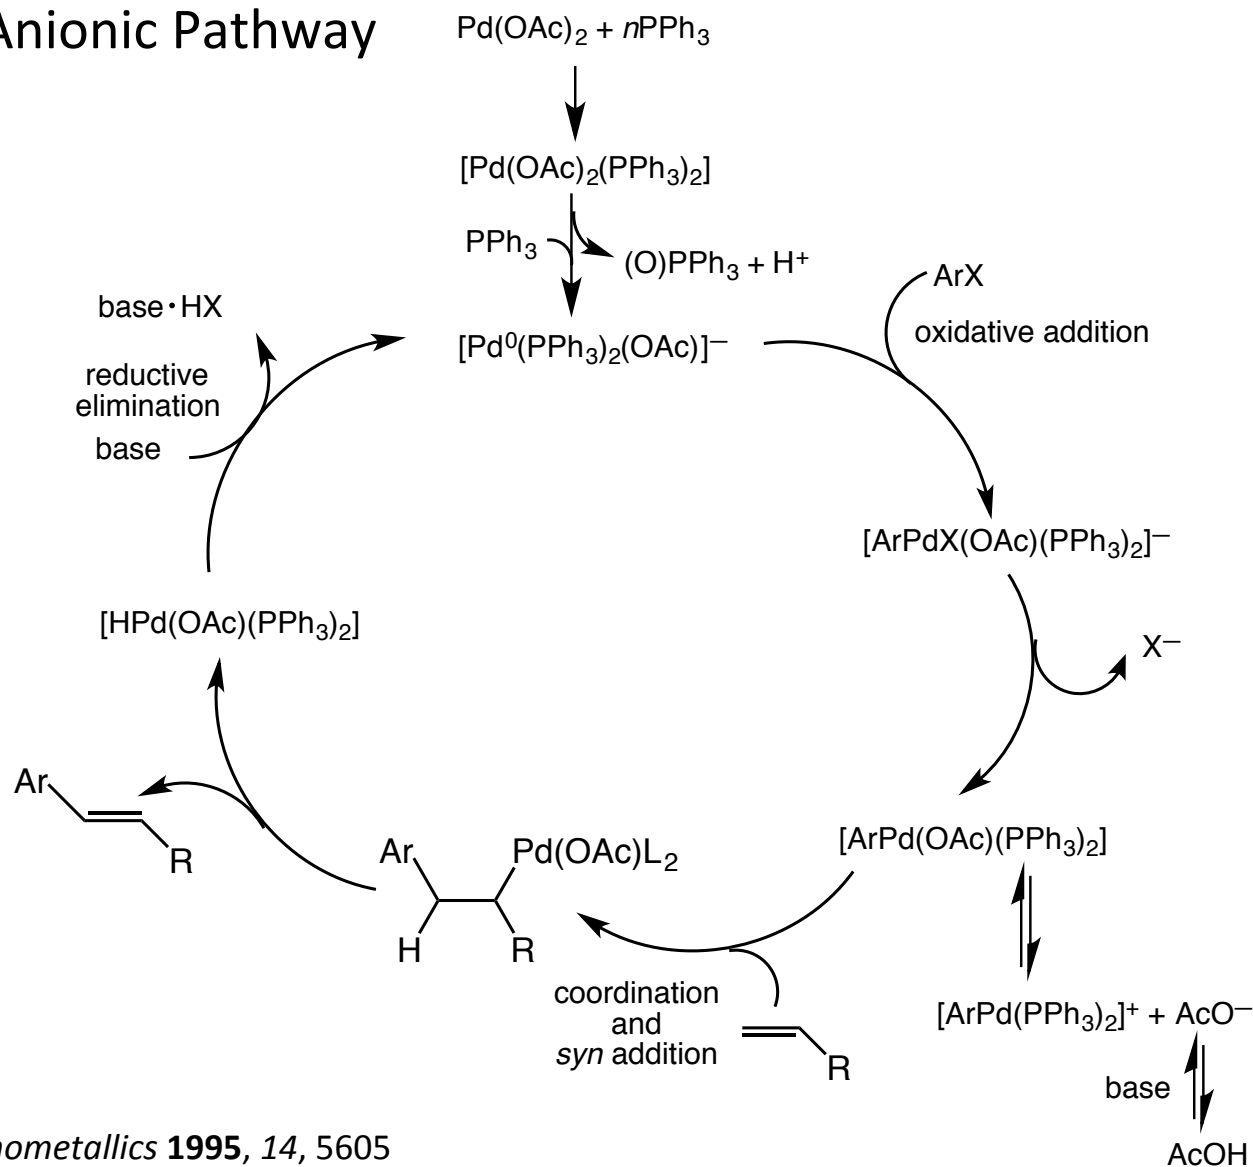 Anionic Pathway
Pd(OAc)₂ + nPPh₃
[Pd(OAc)₂(PPh₃)₂]
PPh₃
(O)PPh₃ + H⁺
[Pd⁰(PPh₃)₂(OAc)]⁻
ArX
oxidative addition
[ArPdX(OAc)(PPh₃)₂]⁻
X⁻
[ArPd(OAc)(PPh₃)₂]
[ArPd(PPh₃)₂]⁺ + AcO⁻
base
AcOH
coordination
and
syn addition
R
Ar
Pd(OAc)L₂
H
R
Ar
R
[HPd(OAc)(PPh₃)₂]
base
reductive
elimination
base·HX
1995, 14, 5605